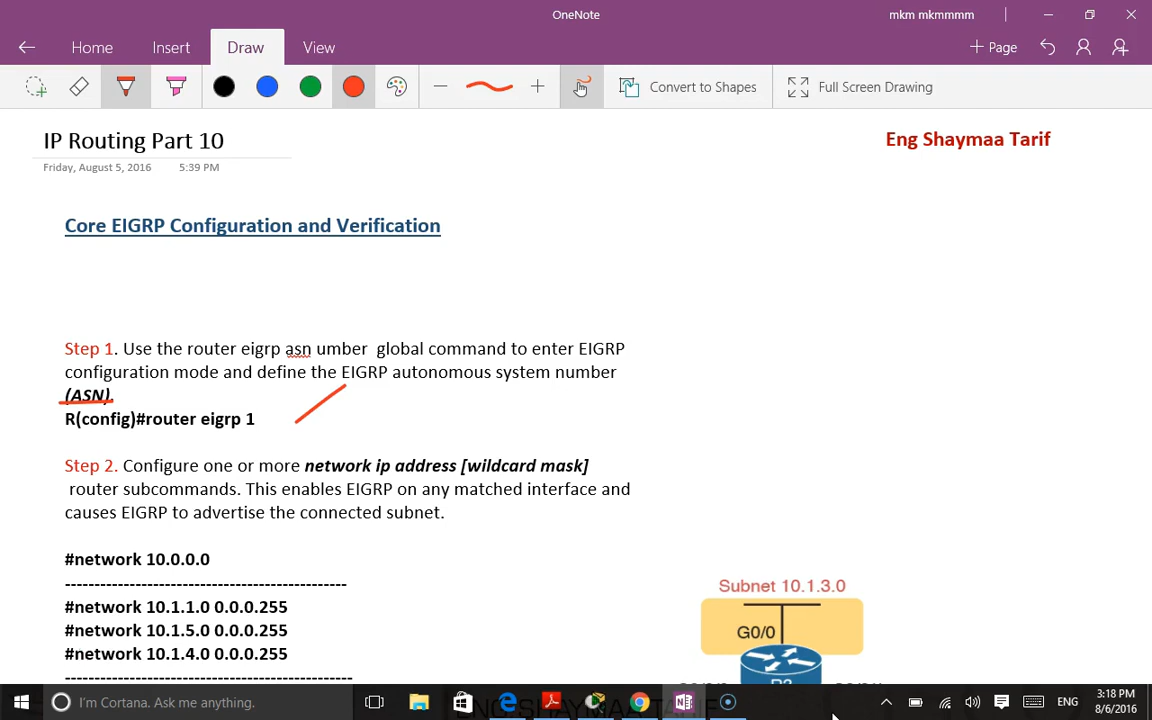 OneNote
mkm mkmmmm
Home
Insert
Draw
View
Page
Convert to Shapes
Full Screen Drawing
IP Routing Part 10
Eng Shaymaa Tarif
Friday, August 5, 2016 5:39 PM
Core EIGRP Configuration and Verification
Step 1. Use the router eigrp asn umber global command to enter EIGRP
configuration mode and define the EIGRP autonomous system number
(ASN).
R(config)#router eigrp 1
Step 2. Configure one or more network ip address [wildcard mask]
router subcommands. This enables EIGRP on any matched interface and
causes EIGRP to advertise the connected subnet.
#network 10.0.0.0
------------------------------------------------
#network 10.1.1.0 0.0.0.255
#network 10.1.5.0 0.0.0.255
#network 10.1.4.0 0.0.0.255
-------------------------------------------------
Subnet 10.1.3.0
G0/0
I'm Cortana. Ask me anything.
ENG SHAYMAA TARIF
ENG
3:18 PM
8/6/2016